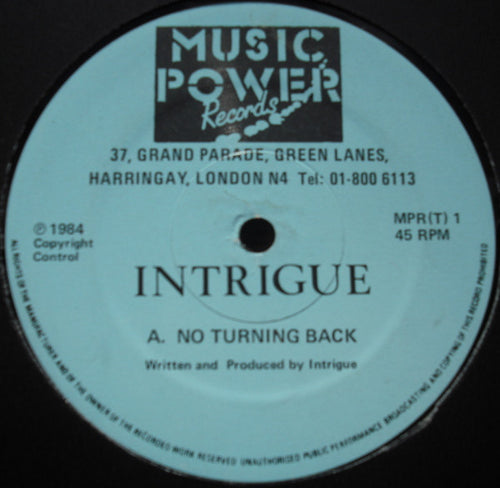 MUSIC
POWER
Records
37, GRAND PARADE, GREEN LANES,
HARRINGAY, LONDON N4 Tel: 01-800 6113
℗ 1984
Copyright
Control
MPR(T) 1
45 RPM
INTRIGUE
A. NO TURNING BACK
Written and Produced by Intrigue
ALL RIGHTS OF THE MANUFACTURER AND OF THE OWNER OF THE RECORDED WORK RESERVED UNAUTHORISED PUBLIC PERFORMANCE BROADCASTING AND COPYING OF THIS RECORD PROHIBITED